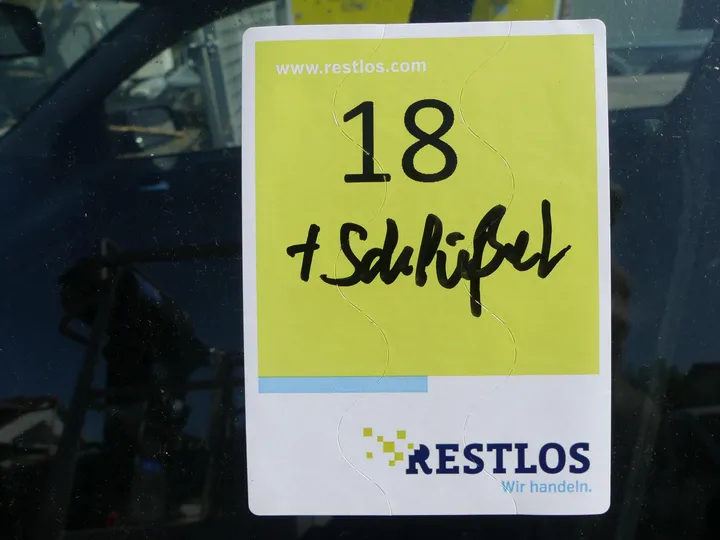 www.restlos.com
18
+ Schlüßel
RESTLOS
Wir handeln.